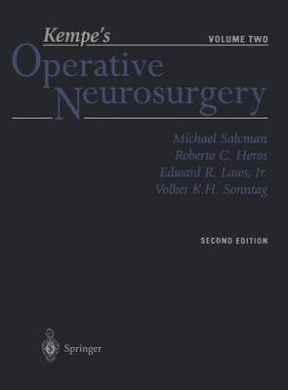 Kempe's
VOLUME TWO
Operative
Neurosurgery
Michael Salcman
Roberto C. Heros
Edward R. Laws, Jr.
Volker K.H. Sonntag
SECOND EDITION
Springer